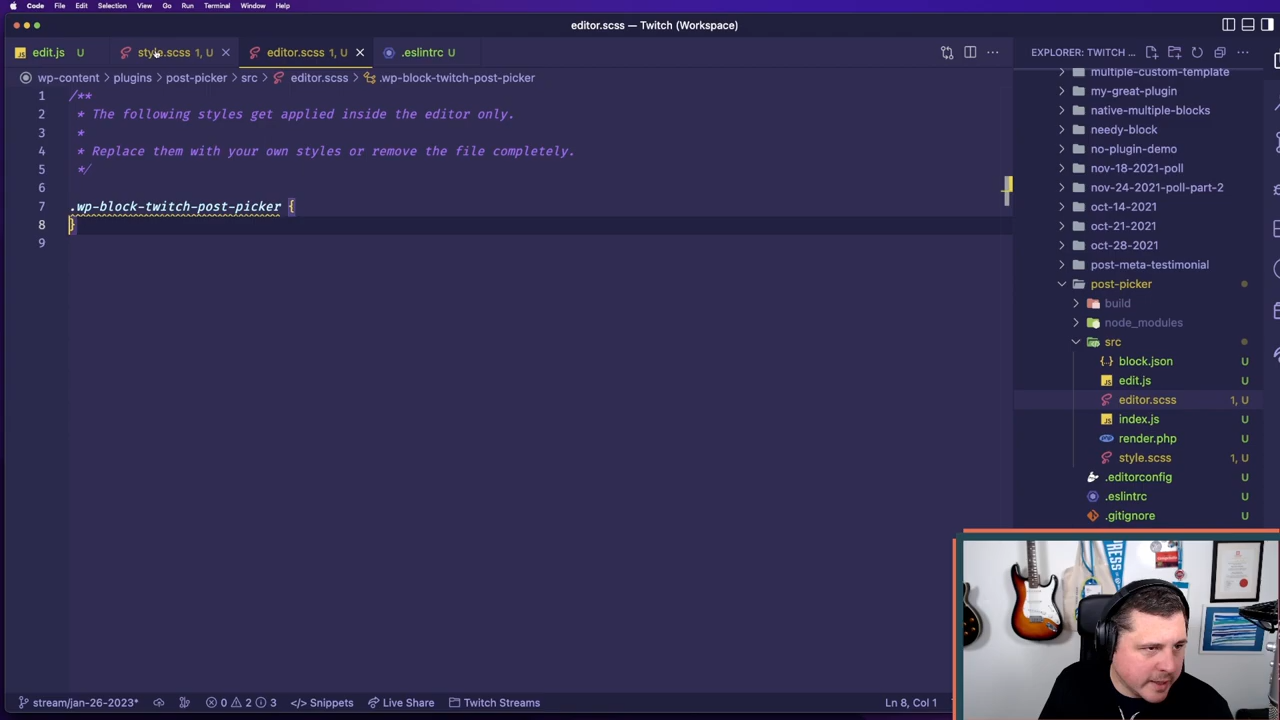 Code File Edit Selection View Go Run Terminal Window Help
editor.scss — Twitch (Workspace)
edit.js U style.scss 1, U editor.scss 1, U .eslintrc U
EXPLORER: TWITCH ...
wp-content > plugins > post-picker > src > editor.scss > .wp-block-twitch-post-picker
1 /**
2 * The following styles get applied inside the editor only.
3 *
4 * Replace them with your own styles or remove the file completely.
5 */
6
7 .wp-block-twitch-post-picker {
8 }
9
multiple-custom-template
my-great-plugin
native-multiple-blocks
needy-block
no-plugin-demo
nov-18-2021-poll
nov-24-2021-poll-part-2
oct-14-2021
oct-21-2021
oct-28-2021
post-meta-testimonial
post-picker
build
node_modules
src
block.json U
edit.js U
editor.scss 1, U
index.js U
render.php U
style.scss 1, U
.editorconfig U
.eslintrc U
.gitignore U
stream/jan-26-2023* 0 2 3 </> Snippets Live Share Twitch Streams Ln 8, Col 1